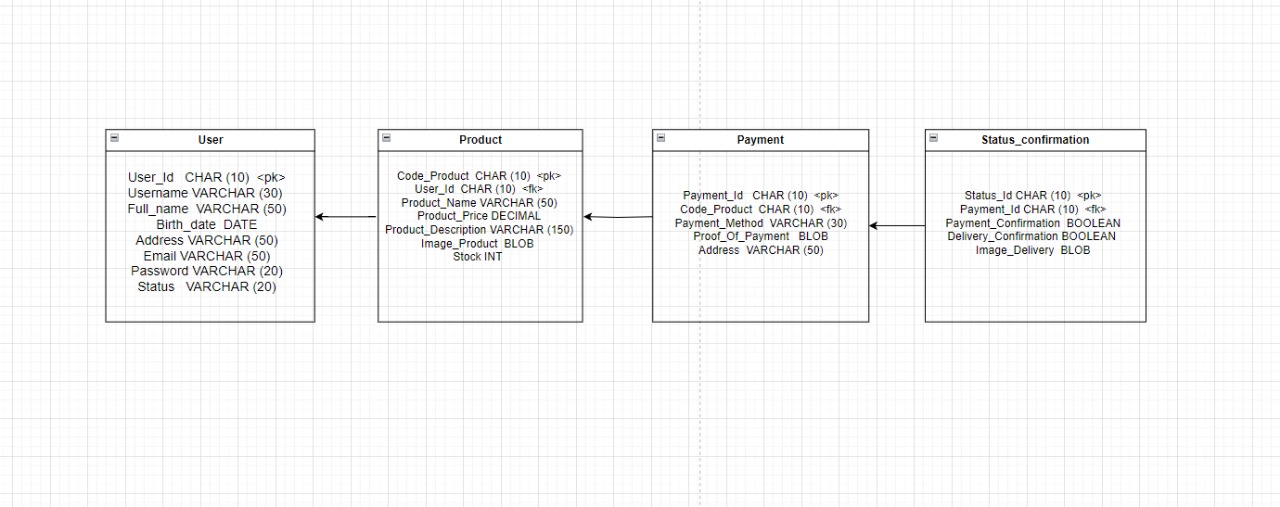 User
User_Id CHAR (10) <pk>
Username VARCHAR (30)
Full_name VARCHAR (50)
Birth_date DATE
Address VARCHAR (50)
Email VARCHAR (50)
Password VARCHAR (20)
Status VARCHAR (20)
Product
Code_Product CHAR (10) <pk>
User_Id CHAR (10) <fk>
Product_Name VARCHAR (50)
Product_Price DECIMAL
Product_Description VARCHAR (150)
Image_Product BLOB
Stock INT
Payment
Payment_Id CHAR (10) <pk>
Code_Product CHAR (10) <fk>
Payment_Method VARCHAR (30)
Proof_Of_Payment BLOB
Address VARCHAR (50)
Status_confirmation
Status_Id CHAR (10) <pk>
Payment_Id CHAR (10) <fk>
Payment_Confirmation BOOLEAN
Delivery_Confirmation BOOLEAN
Image_Delivery BLOB